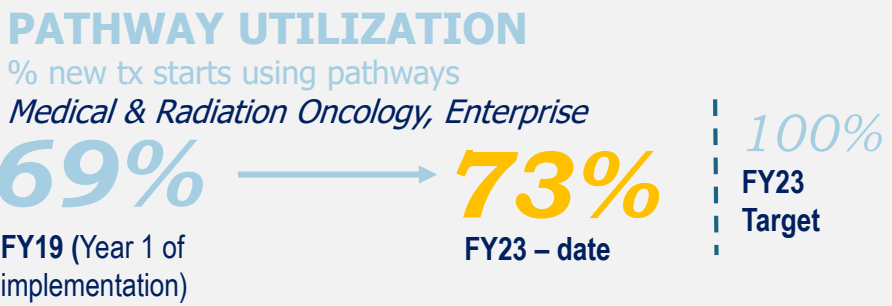 PATHWAY UTILIZATION
% new tx starts using pathways
Medical & Radiation Oncology, Enterprise
69%
FY19 (Year 1 of
implementation)
73%
FY23 – date
100%
FY23
Target